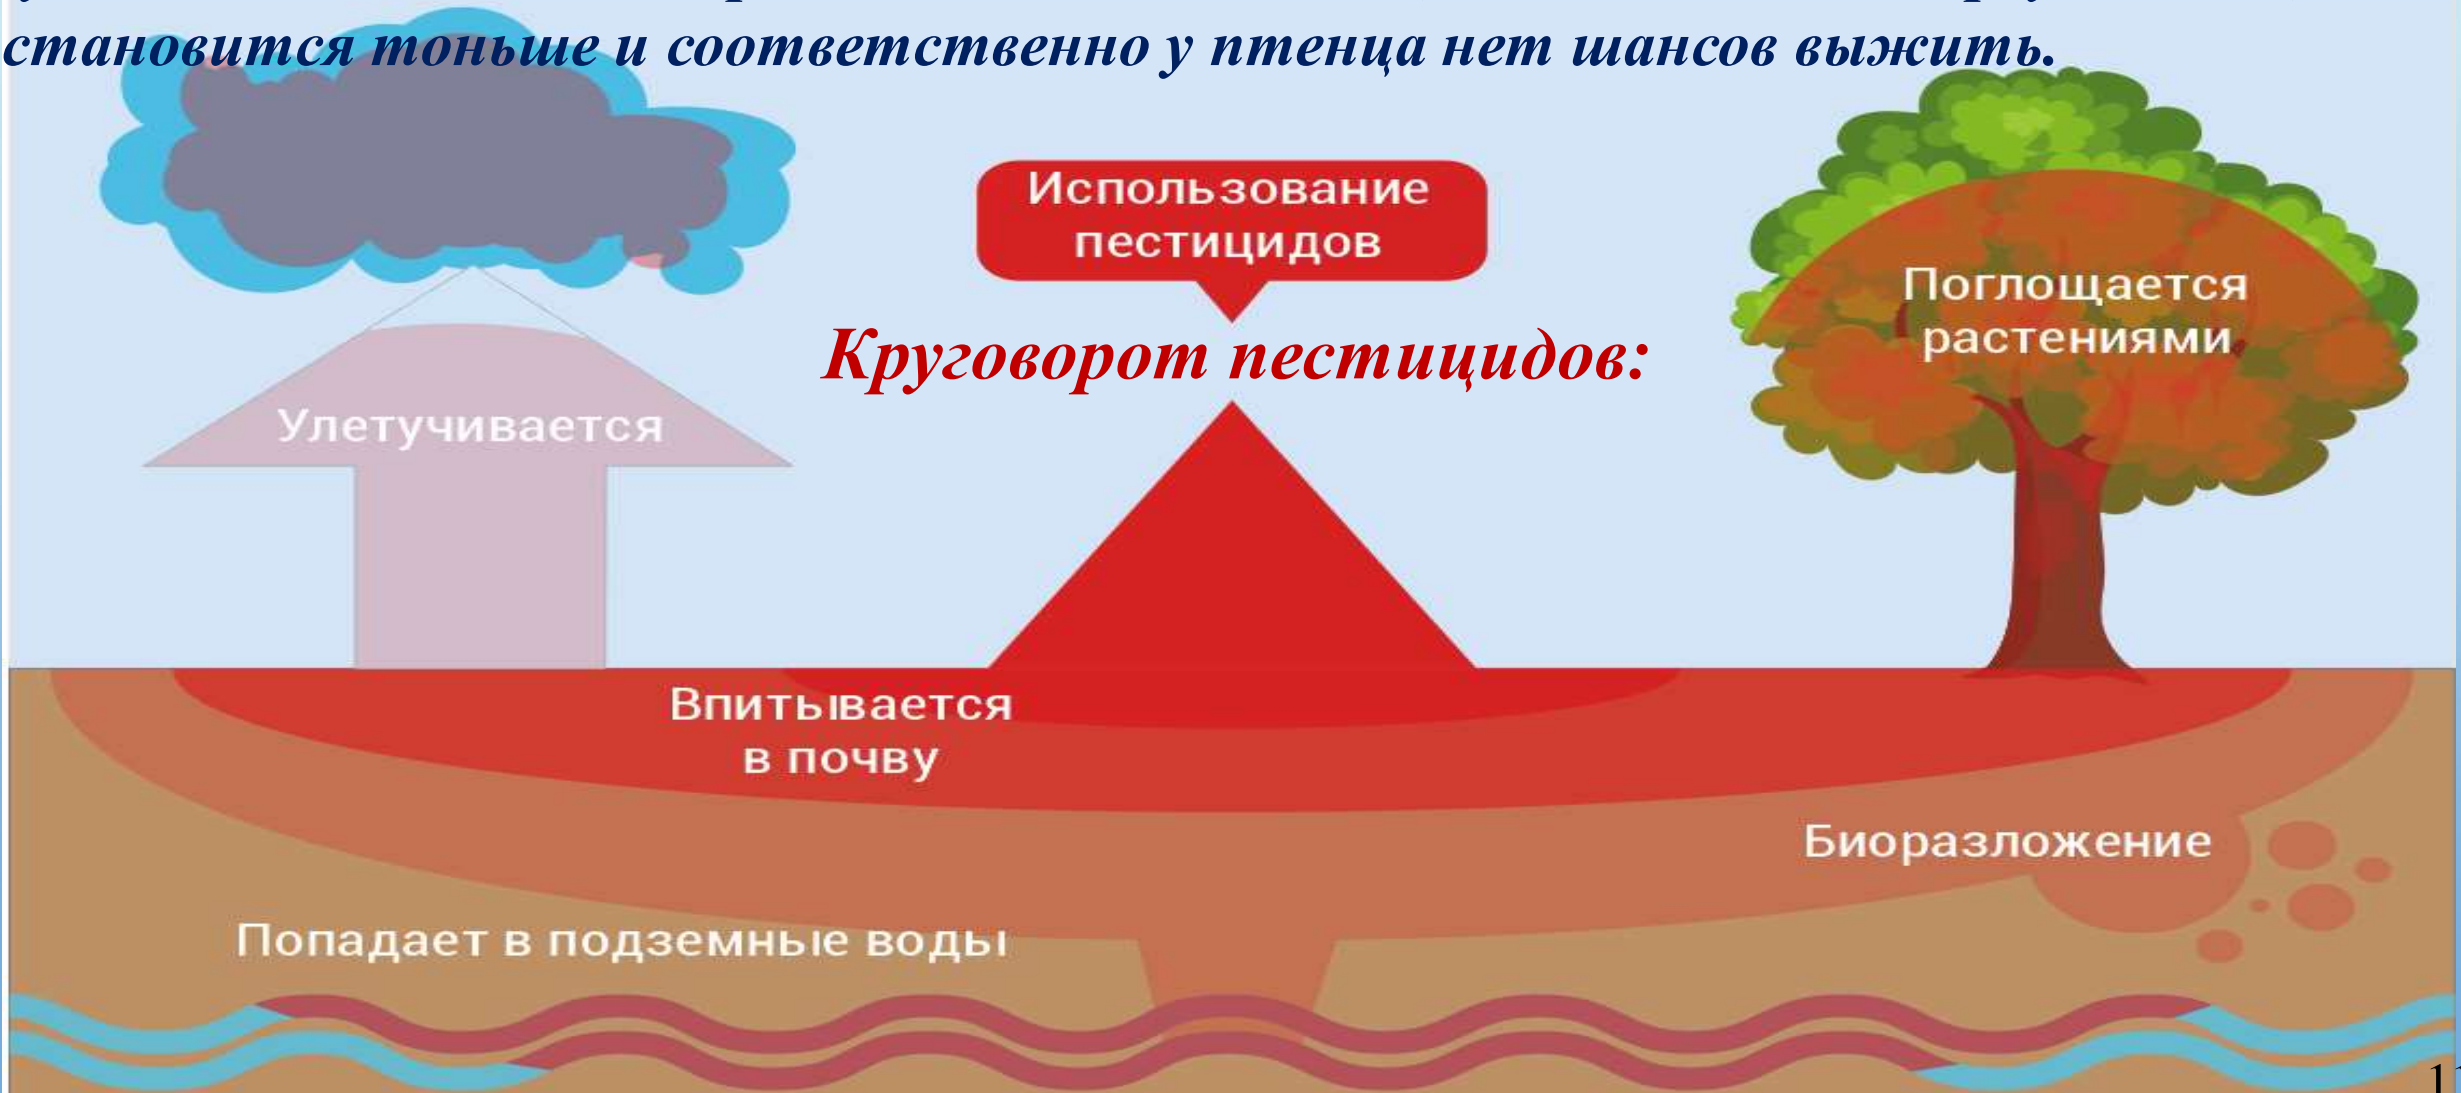 становится тоньше и соответственно у птенца нет шансов выжить.
Использование
пестицидов
Круговорот пестицидов:
Поглощается
растениями
Улетучивается
Впитывается
в почву
Биоразложение
Попадает в подземные воды